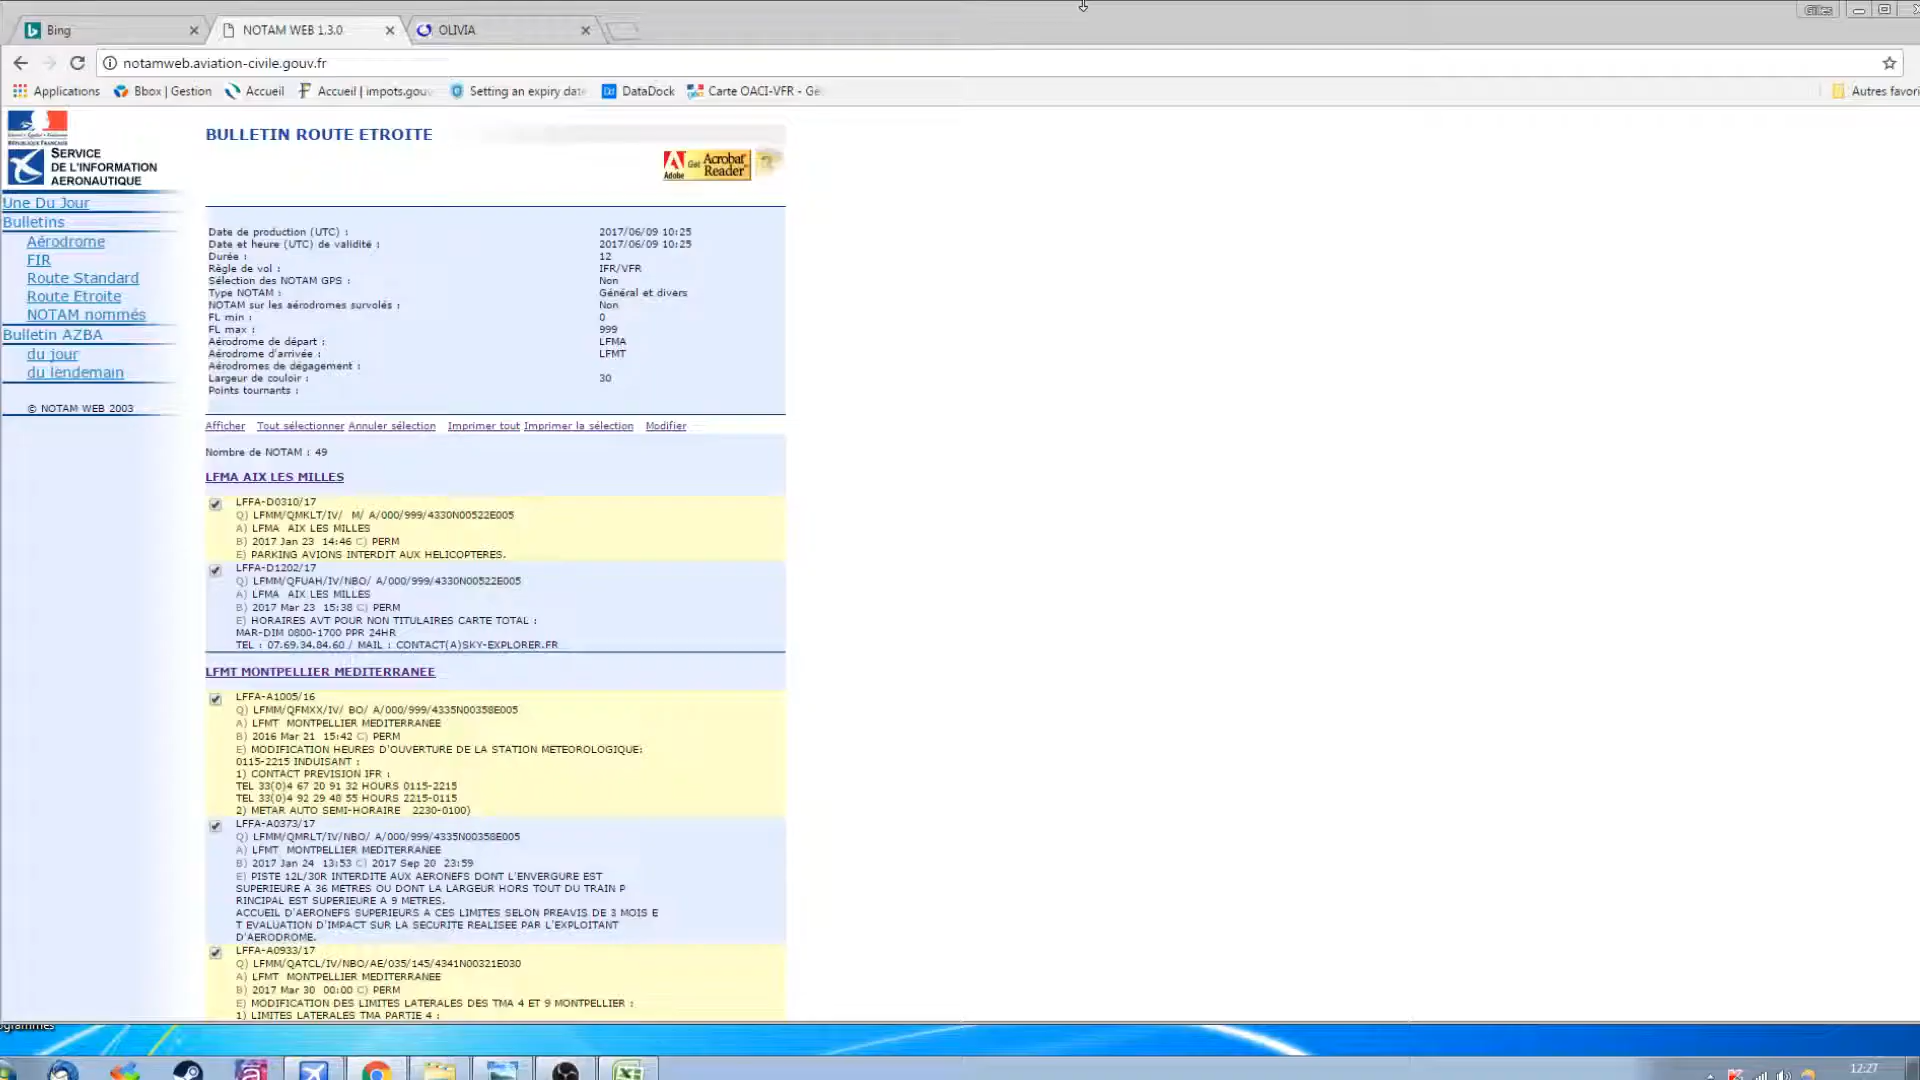 Gilles
Bing
NOTAM WEB 1.3.0
OLIVIA
notamweb.aviation-civile.gouv.fr
Applications
Bbox | Gestion
Accueil
Accueil | impots.gouv
Setting an expiry date
DataDock
Carte OACI-VFR - Gé
Autres favori
SERVICE
DE L'INFORMATION
AERONAUTIQUE
Une Du Jour
Bulletins
Aérodrome
FIR
Route Standard
Route Etroite
NOTAM nommés
Bulletin AZBA
du jour
du lendemain
© NOTAM WEB 2003
BULLETIN ROUTE ETROITE
Get Acrobat
Adobe Reader
Date de production (UTC) : 2017/06/09 10:25
Date et heure (UTC) de validité : 2017/06/09 10:25
Durée : 12
Règle de vol : IFR/VFR
Sélection des NOTAM GPS : Non
Type NOTAM : Général et divers
NOTAM sur les aérodromes survolés : Non
FL min : 0
FL max : 999
Aérodrome de départ : LFMA
Aérodrome d'arrivée : LFMT
Aérodromes de dégagement :
Largeur de couloir : 30
Points tournants :
Afficher Tout sélectionner Annuler sélection Imprimer tout Imprimer la sélection Modifier
Nombre de NOTAM : 49
LFMA AIX LES MILLES
LFFA-D0310/17
Q) LFMM/QMKLT/IV/ M/ A/000/999/4330N00522E005
A) LFMA AIX LES MILLES
B) 2017 Jan 23 14:46 C) PERM
E) PARKING AVIONS INTERDIT AUX HELICOPTERES.
LFFA-D1202/17
Q) LFMM/QFUAH/IV/NBO/ A/000/999/4330N00522E005
A) LFMA AIX LES MILLES
B) 2017 Mar 23 15:38 C) PERM
E) HORAIRES AVT POUR NON TITULAIRES CARTE TOTAL :
MAR-DIM 0800-1700 PPR 24HR
TEL : 07.69.34.84.60 / MAIL : CONTACT(A)SKY-EXPLORER.FR
LFMT MONTPELLIER MEDITERRANEE
LFFA-A1005/16
Q) LFMM/QFMXX/IV/ BO/ A/000/999/4335N00358E005
A) LFMT MONTPELLIER MEDITERRANEE
B) 2016 Mar 21 15:42 C) PERM
E) MODIFICATION HEURES D'OUVERTURE DE LA STATION METEOROLOGIQUE:
0115-2215 INDUISANT :
1) CONTACT PREVISION IFR :
TEL 33(0)4 67 20 91 32 HOURS 0115-2215
TEL 33(0)4 92 29 48 55 HOURS 2215-0115
2) METAR AUTO SEMI-HORAIRE 2230-0100)
LFFA-A0373/17
Q) LFMM/QMRLT/IV/NBO/ A/000/999/4335N00358E005
A) LFMT MONTPELLIER MEDITERRANEE
B) 2017 Jan 24 13:53 C) 2017 Sep 20 23:59
E) PISTE 12L/30R INTERDITE AUX AERONEFS DONT L'ENVERGURE EST
SUPERIEURE A 36 METRES OU DONT LA LARGEUR HORS TOUT DU TRAIN P
RINCIPAL EST SUPERIEURE A 9 METRES.
ACCUEIL D'AERONEFS SUPERIEURS A CES LIMITES SELON PREAVIS DE 3 MOIS E
T EVALUATION D'IMPACT SUR LA SECURITE REALISEE PAR L'EXPLOITANT
D'AERODROME.
LFFA-A0933/17
Q) LFMM/QATCL/IV/NBO/AE/035/145/4341N00321E030
A) LFMT MONTPELLIER MEDITERRANEE
B) 2017 Mar 30 00:00 C) PERM
E) MODIFICATION DES LIMITES LATERALES DES TMA 4 ET 9 MONTPELLIER :
1) LIMITES LATERALES TMA PARTIE 4 :
ogrammes
12:27